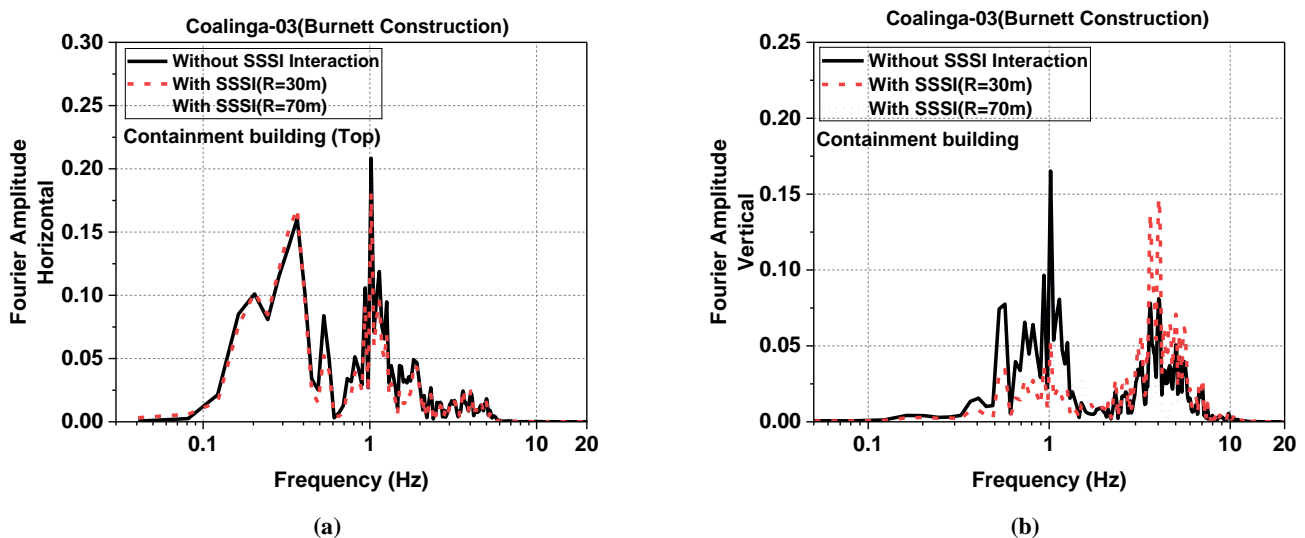 Coalinga-03(Burnett Construction)
Without SSSI Interaction
With SSSI(R=30m)
With SSSI(R=70m)
Containment building (Top)
0.30
0.25
0.20
0.15
0.10
0.05
0.00
Fourier Amplitude
Horizontal
0.1
1
10
20
Frequency (Hz)
(a)
Coalinga-03(Burnett Construction)
Without SSSI Interaction
With SSSI(R=30m)
With SSSI(R=70m)
Containment building
0.25
0.20
0.15
0.10
0.05
0.00
Fourier Amplitude
Vertical
0.1
1
10
20
Frequency (Hz)
(b)